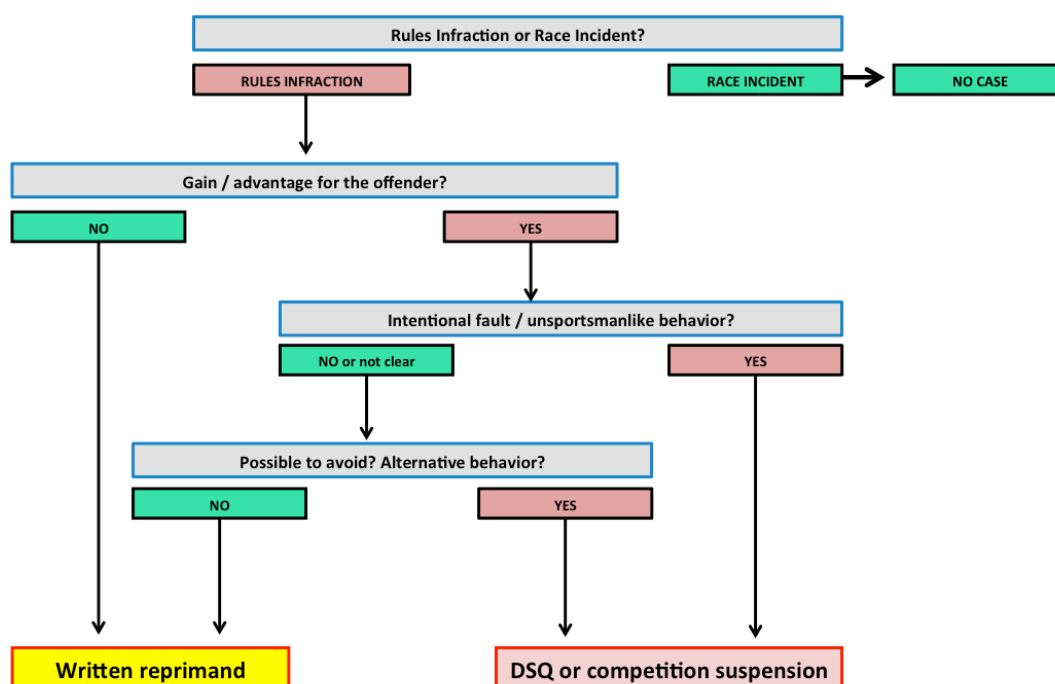 Rules Infraction or Race Incident?
RULES INFRACTION
RACE INCIDENT
NO CASE
Gain / advantage for the offender?
NO
YES
Intentional fault / unsportsmanlike behavior?
NO or not clear
YES
Possible to avoid? Alternative behavior?
NO
YES
Written reprimand
DSQ or competition suspension